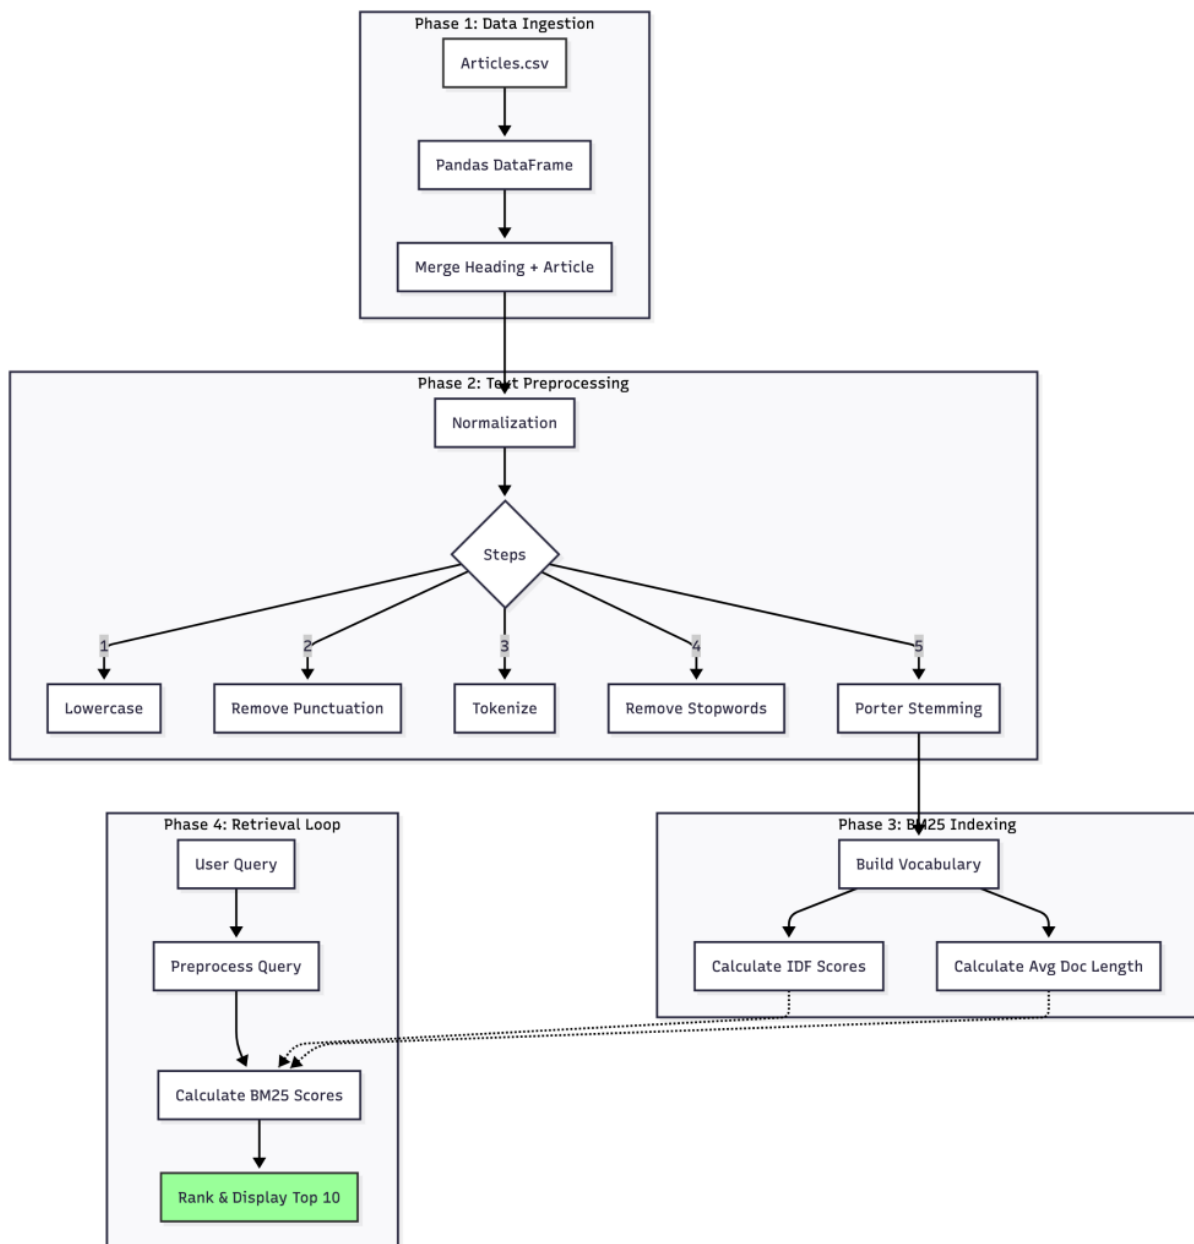 Phase 1: Data Ingestion
Articles.csv
Pandas DataFrame
Merge Heading + Article
Phase 2: Text Preprocessing
Normalization
Steps
1
2
3
4
5
Lowercase
Remove Punctuation
Tokenize
Remove Stopwords
Porter Stemming
Phase 4: Retrieval Loop
User Query
Preprocess Query
Calculate BM25 Scores
Rank & Display Top 10
Phase 3: BM25 Indexing
Build Vocabulary
Calculate IDF Scores
Calculate Avg Doc Length